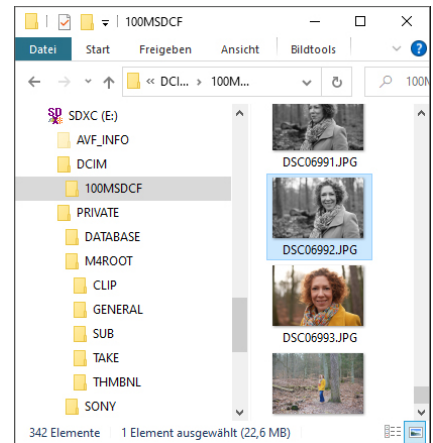 100MSDCF
Datei Start Freigeben Ansicht Bildtools
« DCI... › 100M...
SDXC (E:)
AVF_INFO
DCIM
100MSDCF
PRIVATE
DATABASE
M4ROOT
CLIP
GENERAL
SUB
TAKE
THMBNL
SONY
DSC06991.JPG
DSC06992.JPG
DSC06993.JPG
342 Elemente 1 Element ausgewählt (22,6 MB)